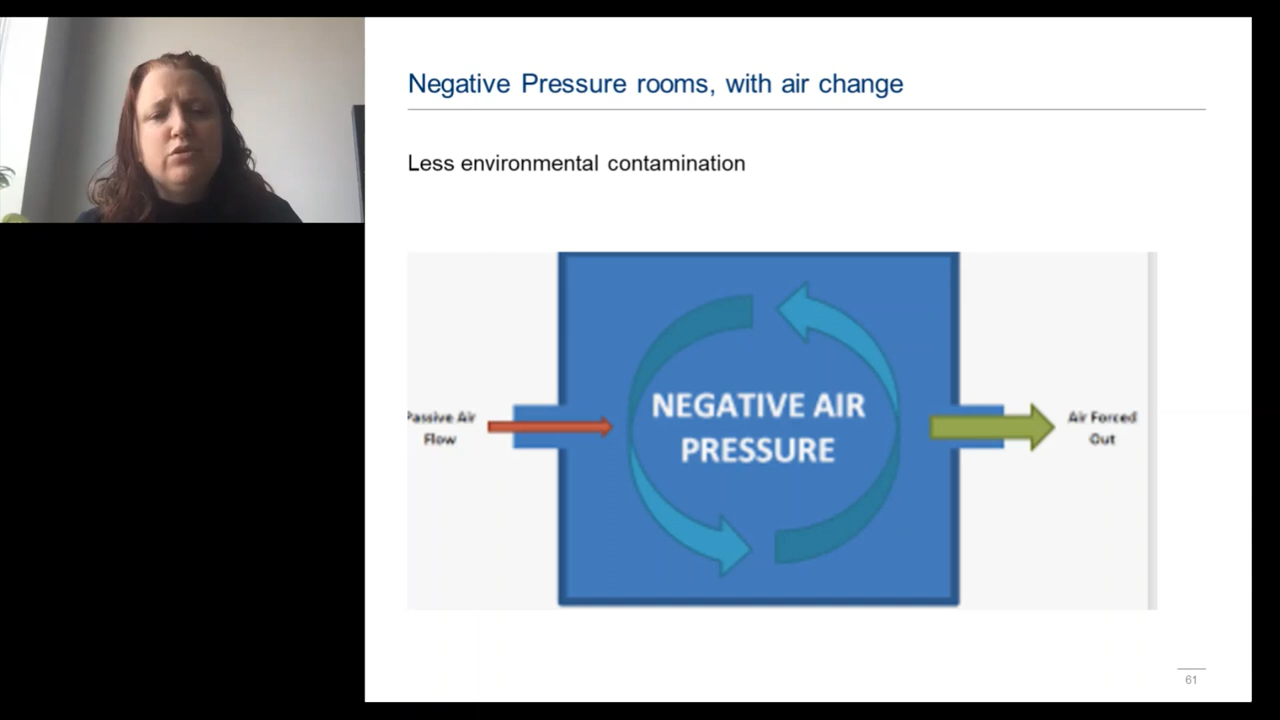 Negative Pressure rooms, with air change
Less environmental contamination
Passive Air
Flow
NEGATIVE AIR
PRESSURE
Air Forced
Out
61